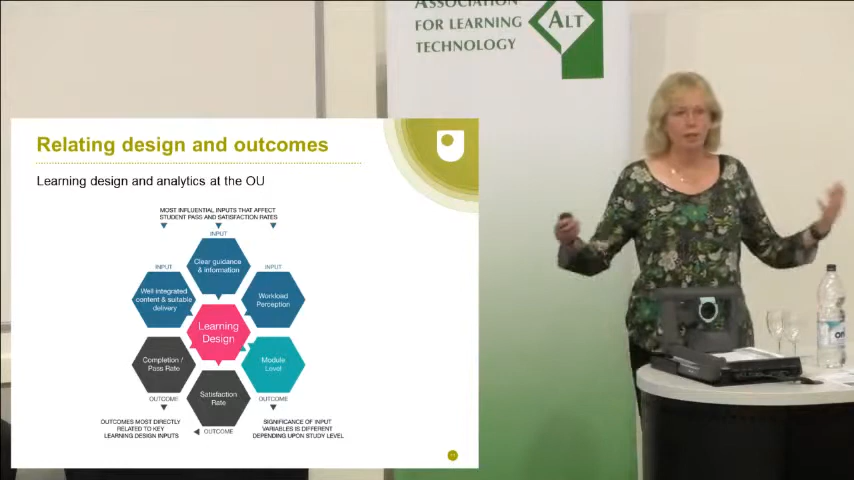 ASSOCIATION
FOR LEARNING
TECHNOLOGY
ALT
Relating design and outcomes
Learning design and analytics at the OU
MOST INFLUENTIAL INPUTS THAT AFFECT
STUDENT PASS AND SATISFACTION RATES
INPUT
Clear guidance
& information
INPUT
INPUT
Well integrated
content & suitable
delivery
Workload
Perception
Learning
Design
Completion /
Pass Rate
Module
Level
Satisfaction
Rate
OUTCOME
OUTCOME
OUTCOMES MOST DIRECTLY
RELATED TO KEY
LEARNING DESIGN INPUTS
OUTCOME
SIGNIFICANCE OF INPUT
VARIABLES IS DIFFERENT
DEPENDING UPON STUDY LEVEL